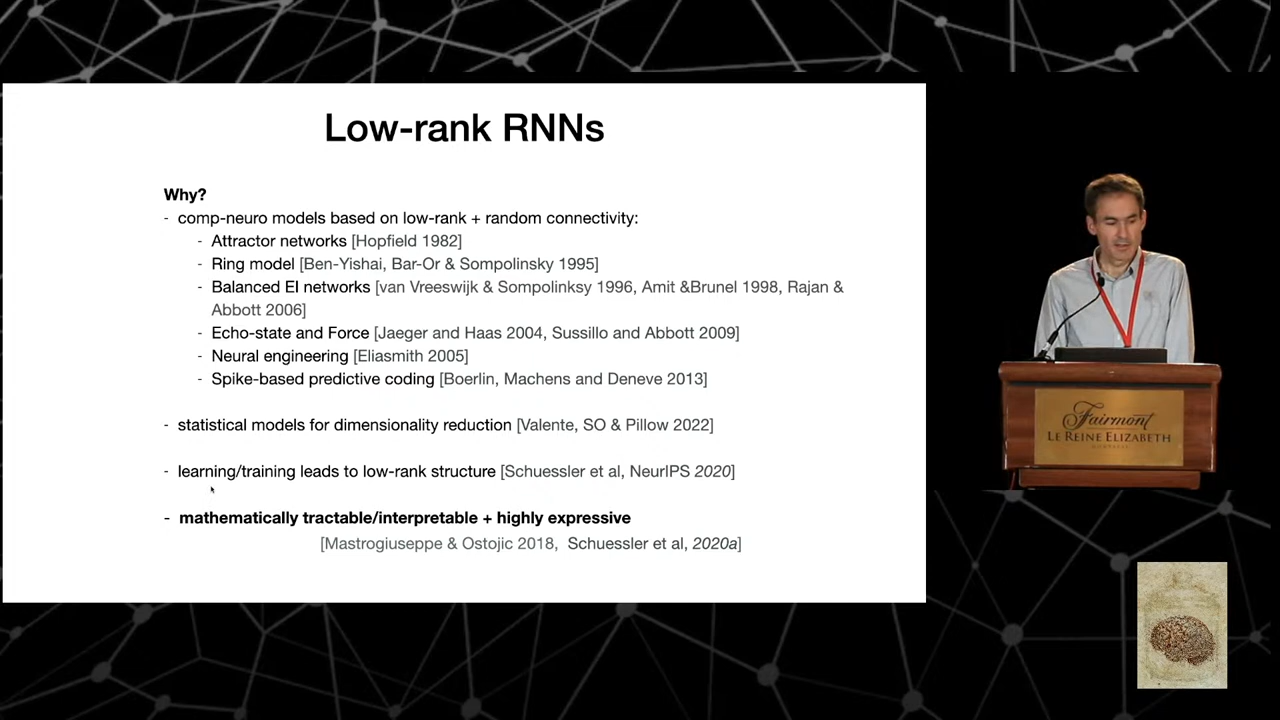 Low-rank RNNs
Why?
- comp-neuro models based on low-rank + random connectivity:
- Attractor networks [Hopfield 1982]
- Ring model [Ben-Yishai, Bar-Or & Sompolinsky 1995]
- Balanced EI networks [van Vreeswijk & Sompolinksy 1996, Amit &Brunel 1998, Rajan &
Abbott 2006]
- Echo-state and Force [Jaeger and Haas 2004, Sussillo and Abbott 2009]
- Neural engineering [Eliasmith 2005]
- Spike-based predictive coding [Boerlin, Machens and Deneve 2013]
- statistical models for dimensionality reduction [Valente, SO & Pillow 2022]
- learning/training leads to low-rank structure [Schuessler et al, NeurIPS 2020]
- mathematically tractable/interpretable + highly expressive
[Mastrogiuseppe & Ostojic 2018, Schuessler et al, 2020a]
Fairmont
LE REINE ELIZABETH